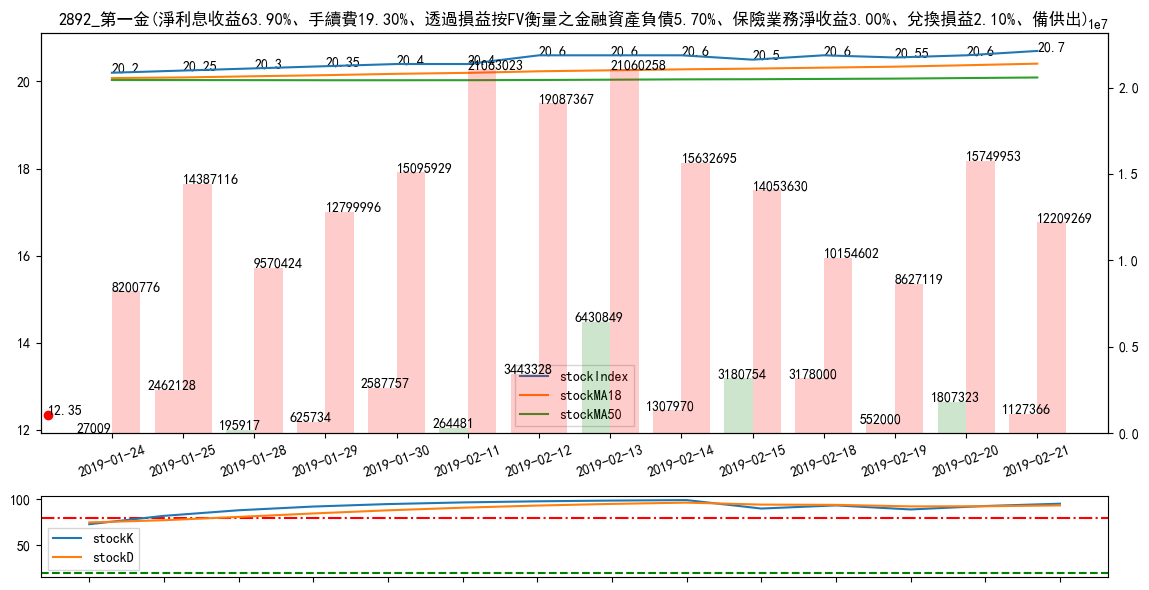 2892_第一金(淨利息收益63.90%、手續費19.30%、透過損益按FV衡量之金融資產負債5.70%、保險業務淨收益3.00%、兌換損益2.10%、備供出)
1e7
20.2 20.25 20.3 20.35 20.4 20.4 20.6 20.6 20.6 20.5 20.6 20.55 20.6 20.7
20
18
16
14
12
2.0
1.5
1.0
0.5
0.0
8200776 14387116 9570424 12799996 15095929 21083023 19087367 21060258 15632695 14053630 10154602 8627119 15749953 12209269
27009 2462128 195917 625734 2587757 264481 3443328 6430849 1307970 3180754 3178000 552000 1807323 1127366
12.35
stockIndex
stockMA18
stockMA50
2019-01-24 2019-01-25 2019-01-28 2019-01-29 2019-01-30 2019-02-11 2019-02-12 2019-02-13 2019-02-14 2019-02-15 2019-02-18 2019-02-19 2019-02-20 2019-02-21
100
50
stockK
stockD